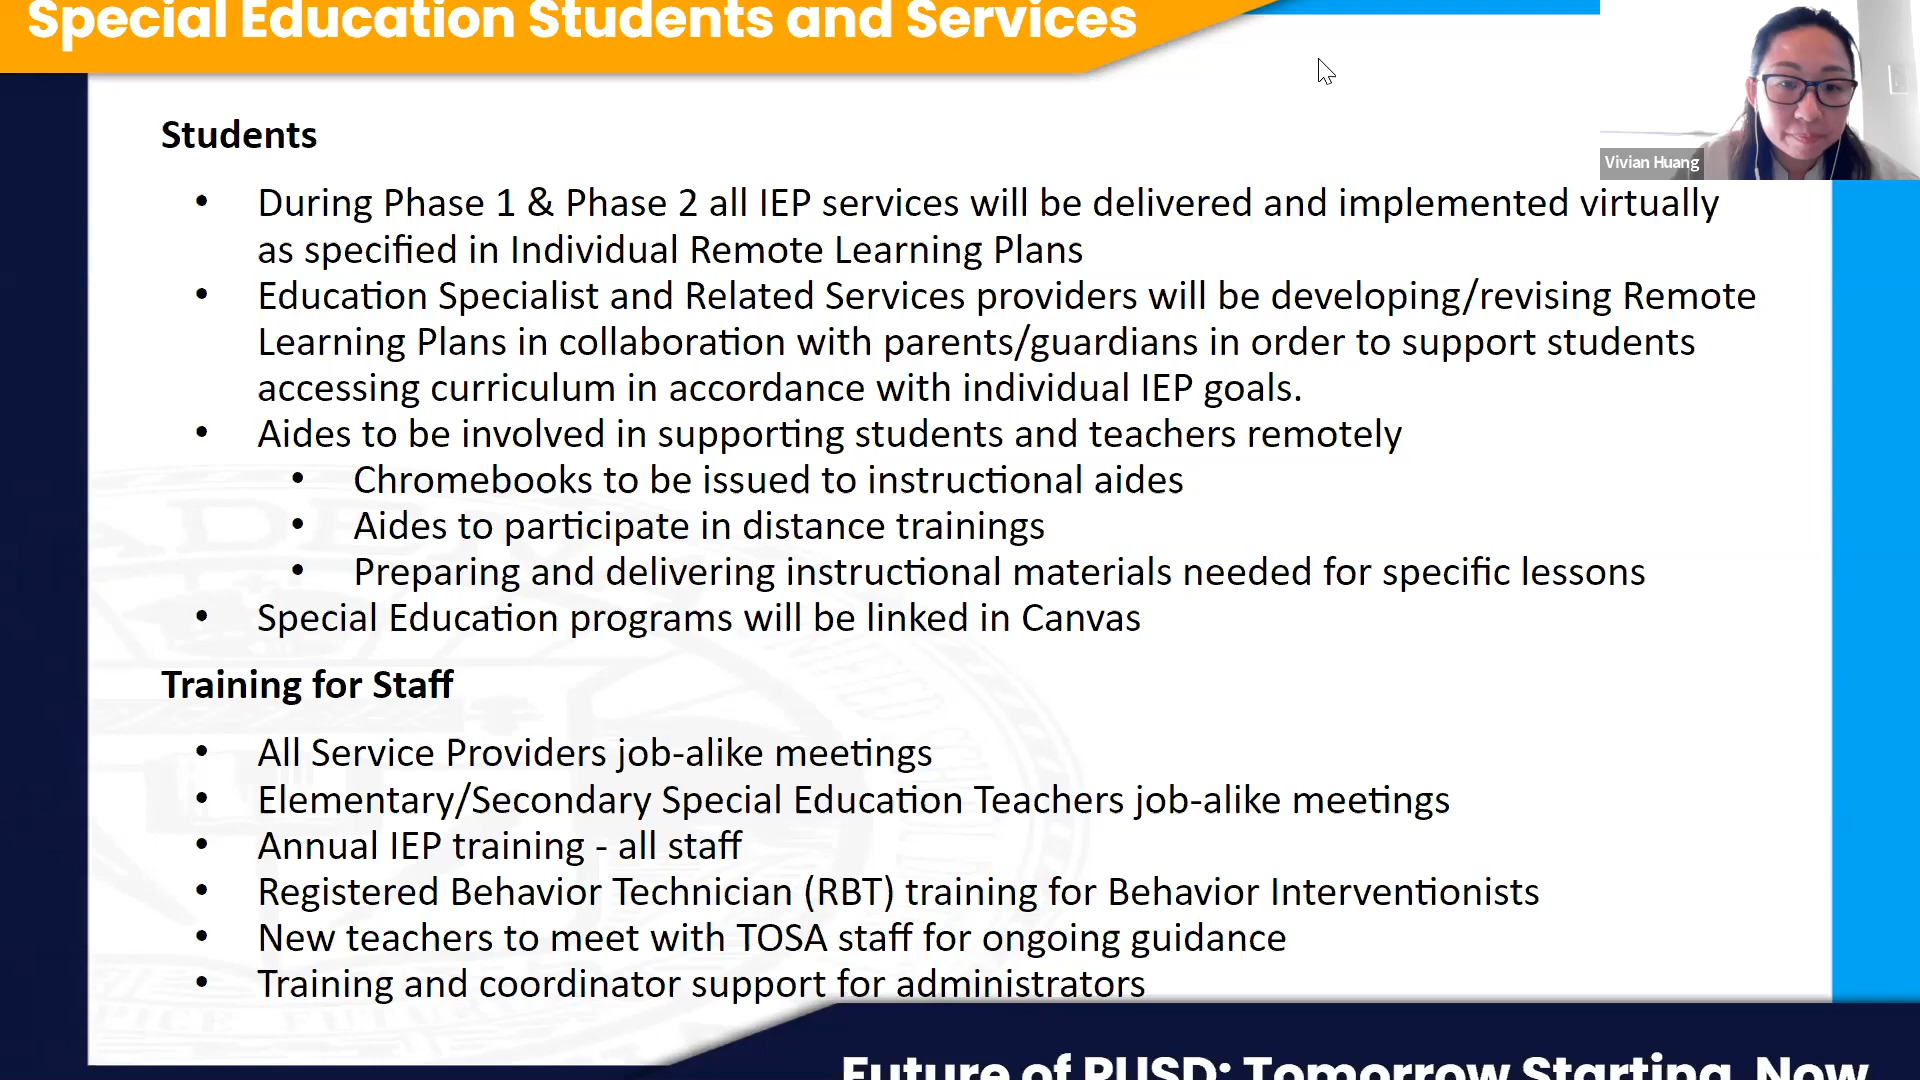 Special Education Students and Services
Vivian Huang
Students
• During Phase 1 & Phase 2 all IEP services will be delivered and implemented virtually
as specified in Individual Remote Learning Plans
• Education Specialist and Related Services providers will be developing/revising Remote
Learning Plans in collaboration with parents/guardians in order to support students
accessing curriculum in accordance with individual IEP goals.
• Aides to be involved in supporting students and teachers remotely
• Chromebooks to be issued to instructional aides
• Aides to participate in distance trainings
• Preparing and delivering instructional materials needed for specific lessons
• Special Education programs will be linked in Canvas
Training for Staff
• All Service Providers job-alike meetings
• Elementary/Secondary Special Education Teachers job-alike meetings
• Annual IEP training - all staff
• Registered Behavior Technician (RBT) training for Behavior Interventionists
• New teachers to meet with TOSA staff for ongoing guidance
• Training and coordinator support for administrators
Future of PUSD: Tomorrow Starting Now